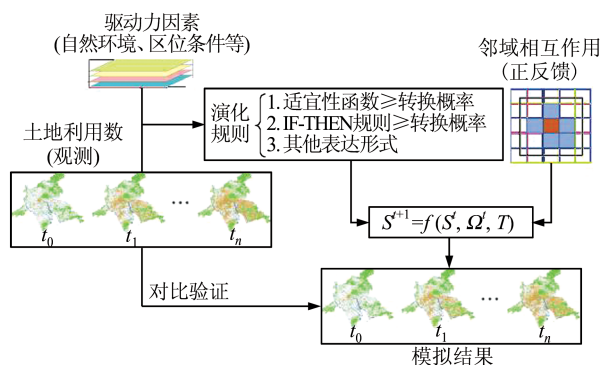 驱动力因素
(自然环境、区位条件等)
邻域相互作用
(正反馈)
演化
规则
1. 适宜性函数≥转换概率
2. IF-THEN规则≥转换概率
3. 其他表达形式
土地利用数
(观测)
t0
t1
...
tn
S^{t+1}=f(S^t, Ω^t, T)
对比验证
t0
t1
...
tn
模拟结果